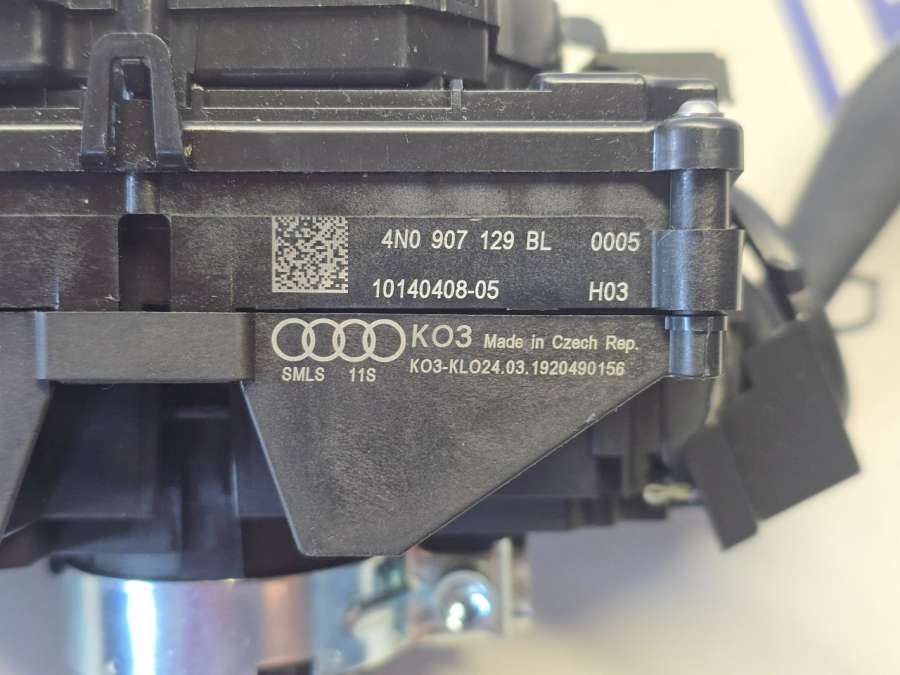 4N0 907 129 BL 0005
10140408-05 H03
KO3 Made in Czech Rep.
SMLS 11S KO3-KLO24.03.1920490156